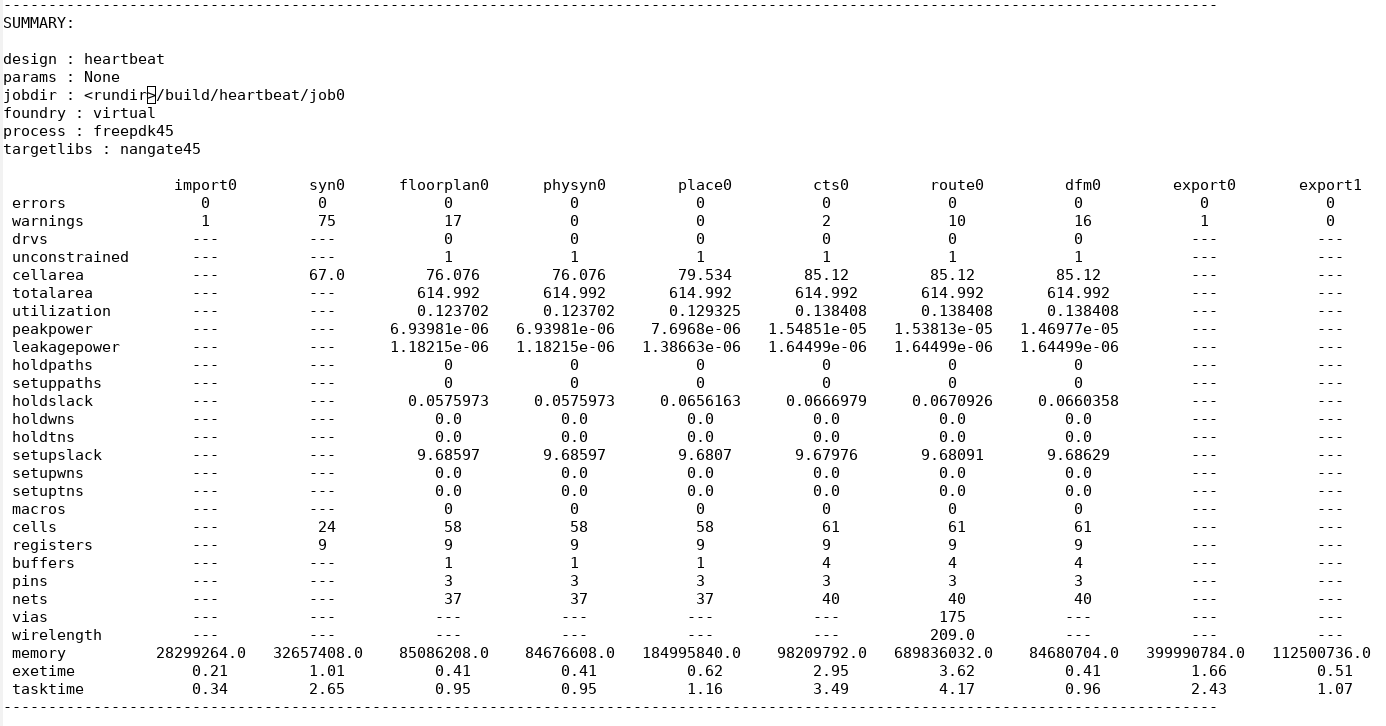 ---------------------------------------------------------------------------------------------------------------------------------------
SUMMARY:
design : heartbeat
params : None
jobdir : <rundir>/build/heartbeat/job0
foundry : virtual
process : freepdk45
targetlibs : nangate45
import0 syn0 floorplan0 physyn0 place0 cts0 route0 dfm0 export0 export1
errors 0 0 0 0 0 0 0 0 0 0
warnings 1 75 17 0 0 2 10 16 1 0
drvs --- --- 0 0 0 0 0 0 --- ---
unconstrained --- --- 1 1 1 1 1 1 --- ---
cellarea --- 67.0 76.076 76.076 79.534 85.12 85.12 85.12 --- ---
totalarea --- --- 614.992 614.992 614.992 614.992 614.992 614.992 --- ---
utilization --- --- 0.123702 0.123702 0.129325 0.138408 0.138408 0.138408 --- ---
peakpower --- --- 6.93981e-06 6.93981e-06 7.6968e-06 1.54851e-05 1.53813e-05 1.46977e-05 --- ---
leakagepower --- --- 1.18215e-06 1.18215e-06 1.38663e-06 1.64499e-06 1.64499e-06 1.64499e-06 --- ---
holdpaths --- --- 0 0 0 0 0 0 --- ---
setuppaths --- --- 0 0 0 0 0 0 --- ---
holdslack --- --- 0.0575973 0.0575973 0.0656163 0.0666979 0.0670926 0.0660358 --- ---
holdwns --- --- 0.0 0.0 0.0 0.0 0.0 0.0 --- ---
holdtns --- --- 0.0 0.0 0.0 0.0 0.0 0.0 --- ---
setupslack --- --- 9.68597 9.68597 9.6807 9.67976 9.68091 9.68629 --- ---
setupwns --- --- 0.0 0.0 0.0 0.0 0.0 0.0 --- ---
setuptns --- --- 0.0 0.0 0.0 0.0 0.0 0.0 --- ---
macros --- --- 0 0 0 0 0 0 --- ---
cells --- 24 58 58 58 61 61 61 --- ---
registers --- 9 9 9 9 9 9 9 --- ---
buffers --- --- 1 1 1 4 4 4 --- ---
pins --- --- 3 3 3 3 3 3 --- ---
nets --- --- 37 37 37 40 40 40 --- ---
vias --- --- --- --- --- --- 175 --- --- ---
wirelength --- --- --- --- --- --- 209.0 --- --- ---
memory 28299264.0 32657408.0 85086208.0 84676608.0 184995840.0 98209792.0 689836032.0 84680704.0 399990784.0 112500736.0
exetime 0.21 1.01 0.41 0.41 0.62 2.95 3.62 0.41 1.66 0.51
tasktime 0.34 2.65 0.95 0.95 1.16 3.49 4.17 0.96 2.43 1.07
---------------------------------------------------------------------------------------------------------------------------------------